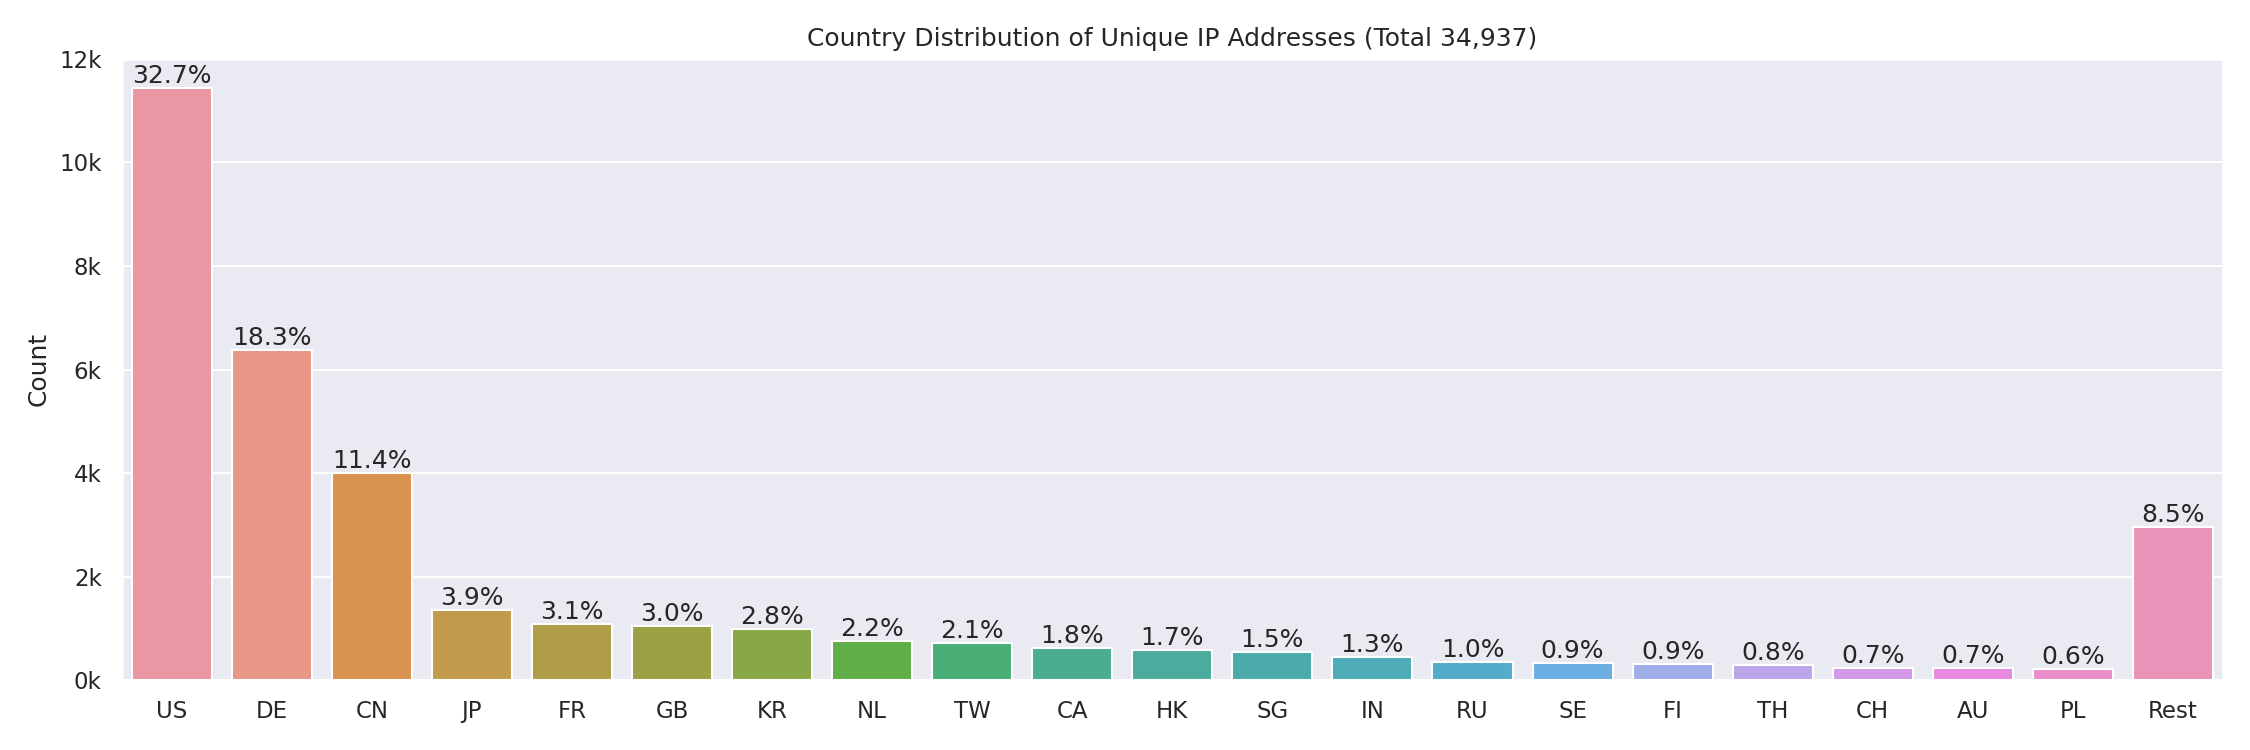 Country Distribution of Unique IP Addresses (Total 34,937)
Count
12k
10k
8k
6k
4k
2k
0k
32.7%
18.3%
11.4%
3.9%
3.1%
3.0%
2.8%
2.2%
2.1%
1.8%
1.7%
1.5%
1.3%
1.0%
0.9%
0.9%
0.8%
0.7%
0.7%
0.6%
8.5%
US DE CN JP FR GB KR NL TW CA HK SG IN RU SE FI TH CH AU PL Rest